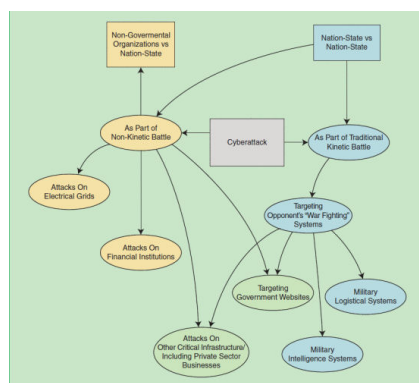 Non-Govermental
Organizations vs
Nation-State
Nation-State vs
Nation-State
As Part of
Non-Kinetic Battle
Cyberattack
As Part of Traditional
Kinetic Battle
Attacks On
Electrical Grids
Targeting
Opponent's "War Fighting"
Systems
Attacks On
Financial Institutions
Targeting
Government Websites
Military
Logistical Systems
Attacks On
Other Critical Infrastructure/
Including Private Sector
Businesses
Military
Intelligence Systems